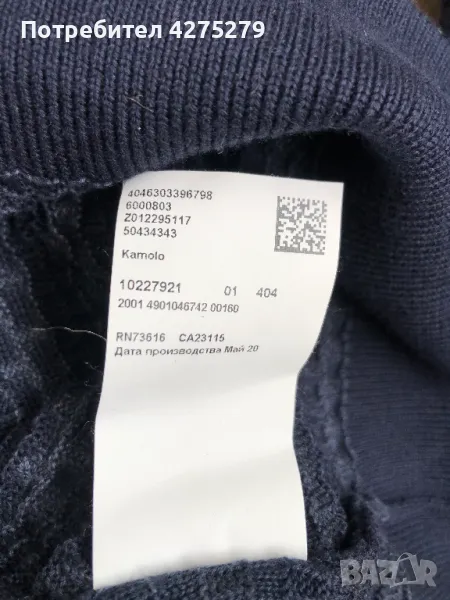 Потребител 4275279
4046303396798
6000803
Z012295117
50434343
Kamolo
10227921 01 404
2001 4901046742 00160
RN73616 CA23115
Дата производства Май 20
BAZAR